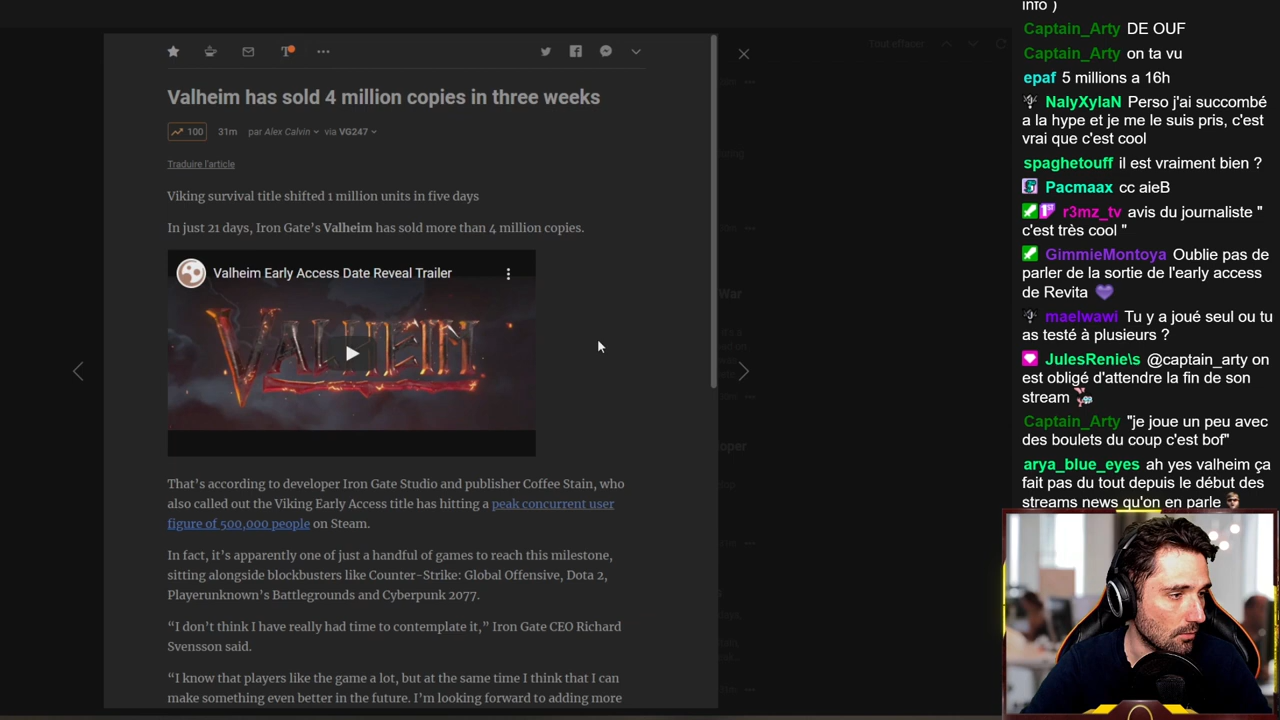 Tout effacer
Valheim has sold 4 million copies in three weeks
100 31m par Alex Calvin via VG247
Traduire l'article
Viking survival title shifted 1 million units in five days
In just 21 days, Iron Gate's Valheim has sold more than 4 million copies.
Valheim Early Access Date Reveal Trailer
VALHEIM
That's according to developer Iron Gate Studio and publisher Coffee Stain, who
also called out the Viking Early Access title has hitting a peak concurrent user
figure of 500,000 people on Steam.
In fact, it's apparently one of just a handful of games to reach this milestone,
sitting alongside blockbusters like Counter-Strike: Global Offensive, Dota 2,
Playerunknown's Battlegrounds and Cyberpunk 2077.
"I don't think I have really had time to contemplate it," Iron Gate CEO Richard
Svensson said.
"I know that players like the game a lot, but at the same time I think that I can
make something even better in the future. I'm looking forward to adding more
War
oper
info )
Captain_Arty DE OUF
Captain_Arty on ta vu
epaf 5 millions a 16h
NalyXylaN Perso j'ai succombé
a la hype et je me le suis pris, c'est
vrai que c'est cool
spaghetouff il est vraiment bien ?
Pacmaax cc aieB
r3mz_tv avis du journaliste "
c'est très cool "
GimmieMontoya Oublie pas de
parler de la sortie de l'early access
de Revita
maelwawi Tu y a joué seul ou tu
as testé à plusieurs ?
JulesRenie\s @captain_arty on
est obligé d'attendre la fin de son
stream
Captain_Arty "je joue un peu avec
des boulets du coup c'est bof"
arya_blue_eyes ah yes valheim ça
fait pas du tout depuis le début des
streams news qu'on en parle